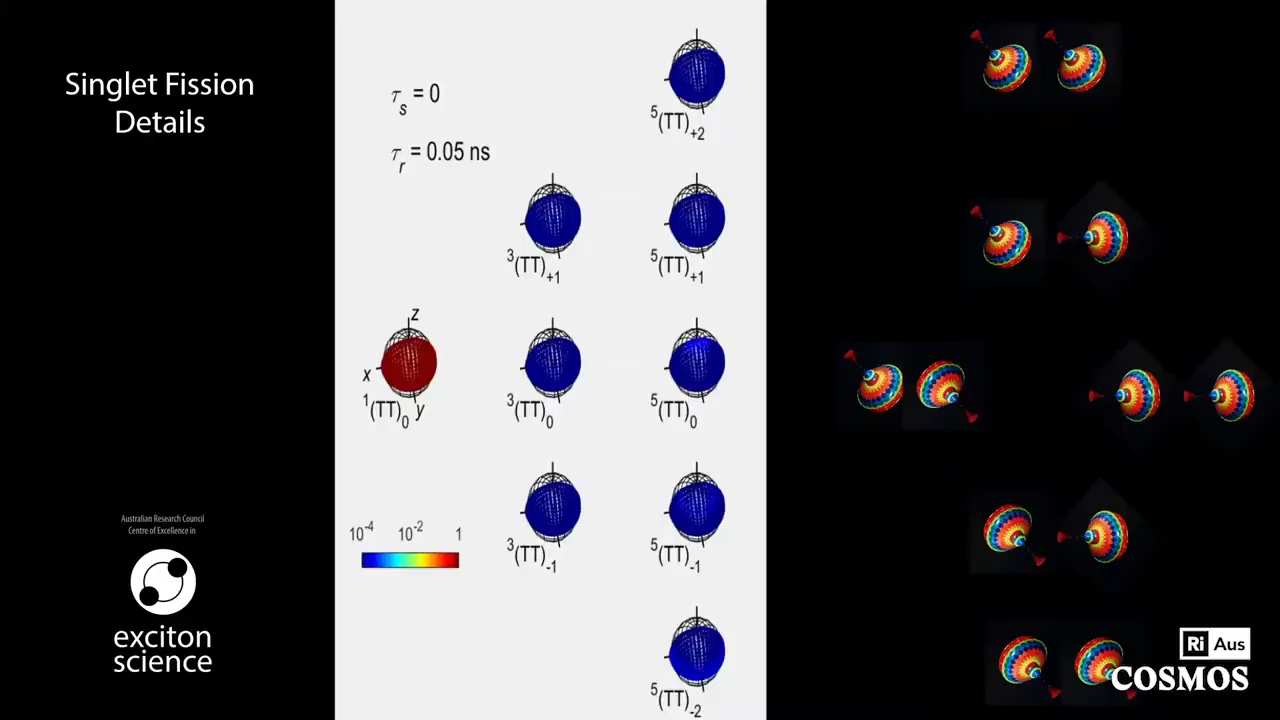 Singlet Fission
Details
τs = 0
τr = 0.05 ns
5(TT)+2
3(TT)+1
5(TT)+1
z
x
1(TT)0 y
3(TT)0
5(TT)0
10-4 10-2 1
3(TT)-1
5(TT)-1
5(TT)-2
Australian Research Council
Centre of Excellence in
exciton
science
Ri Aus
COSMOS